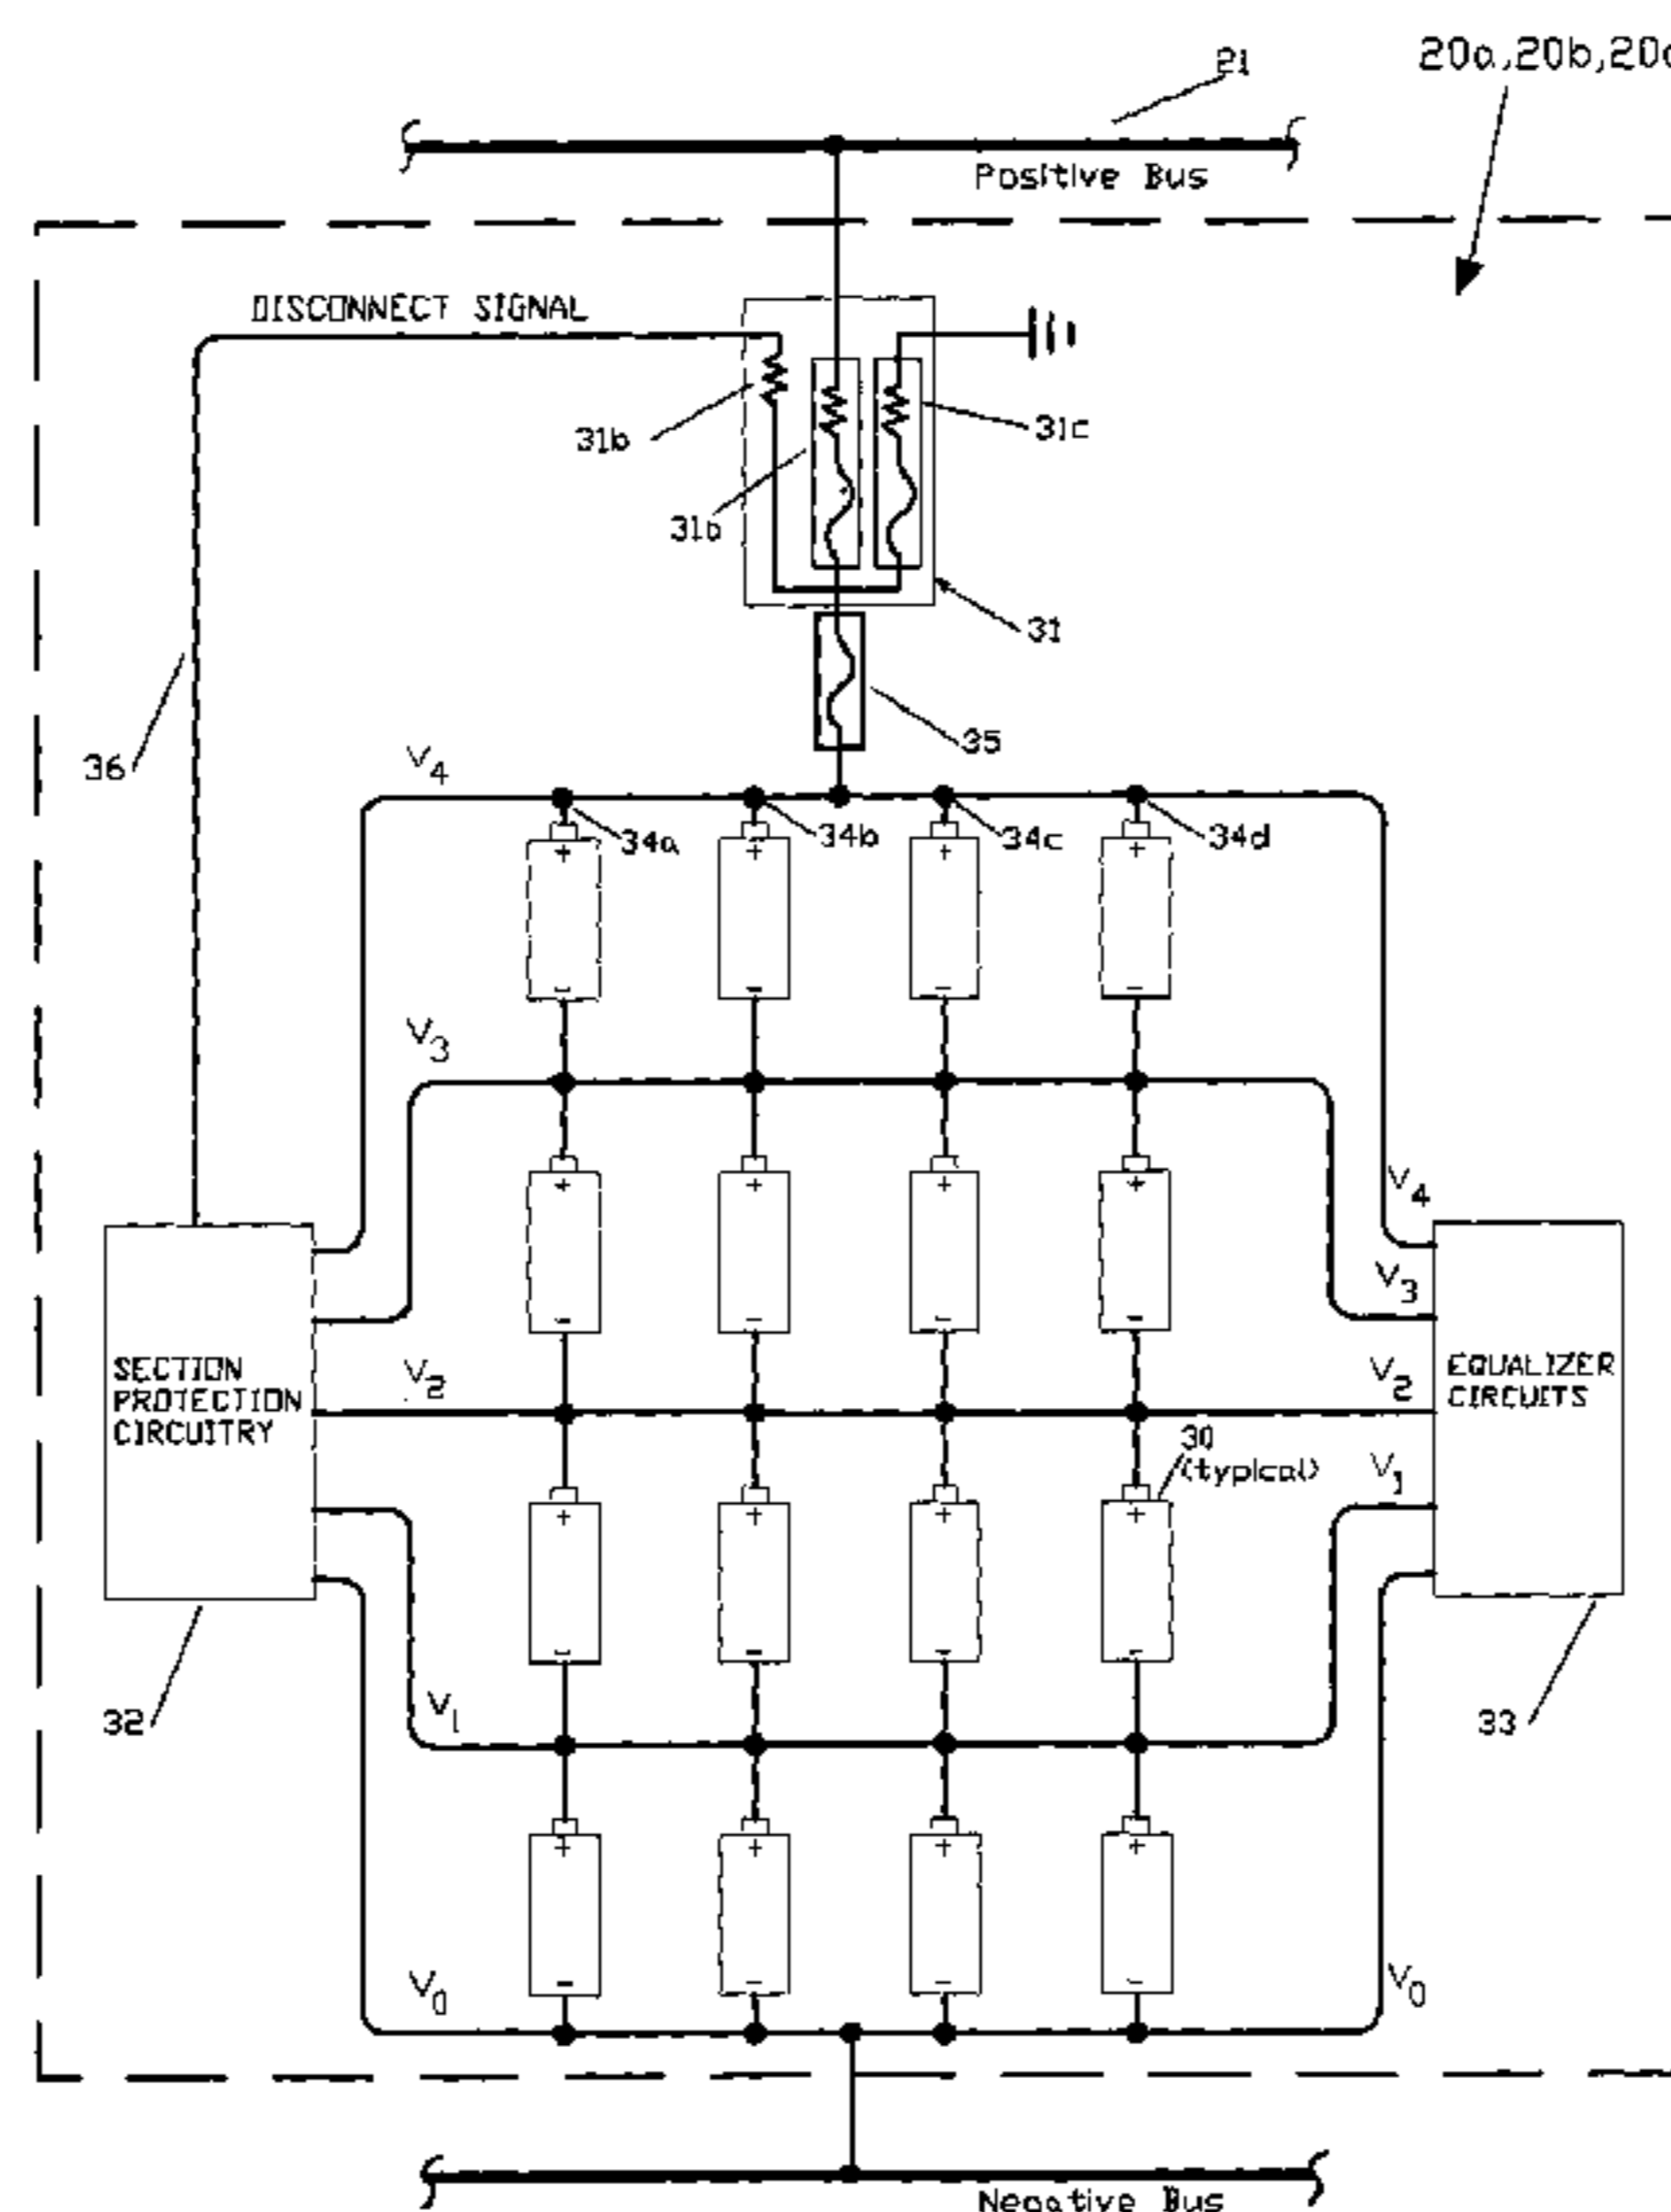 21
20a,20b,20c
Positive Bus
DISCONNECT SIGNAL
31b
31c
31b
31
35
36
V4
34a
34b
34c
34d
+ + + +
- - - -
V3
+ + + +
V4
V3
- - - -
SECTION
PROTECTION
CIRCUITRY
V2
V2
EQUALIZER
CIRCUITS
30
(typical)
V1
+ + + +
- - - -
32
V1
33
+ + + +
- - - -
V0
V0
Negative Bus